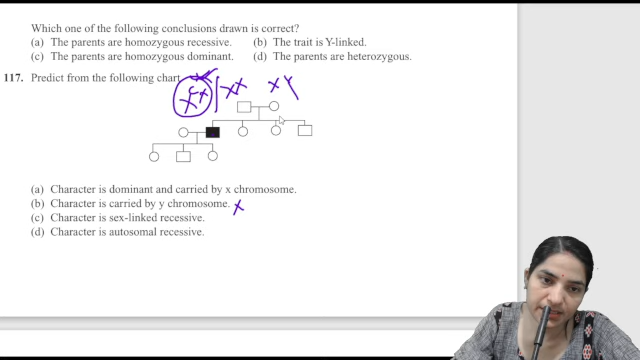 Which one of the following conclusions drawn is correct?
(a) The parents are homozygous recessive. (b) The trait is Y-linked.
(c) The parents are homozygous dominant. (d) The parents are heterozygous.
117. Predict from the following chart
XX XY
(a) Character is dominant and carried by x chromosome.
(b) Character is carried by y chromosome. x
(c) Character is sex-linked recessive.
(d) Character is autosomal recessive.